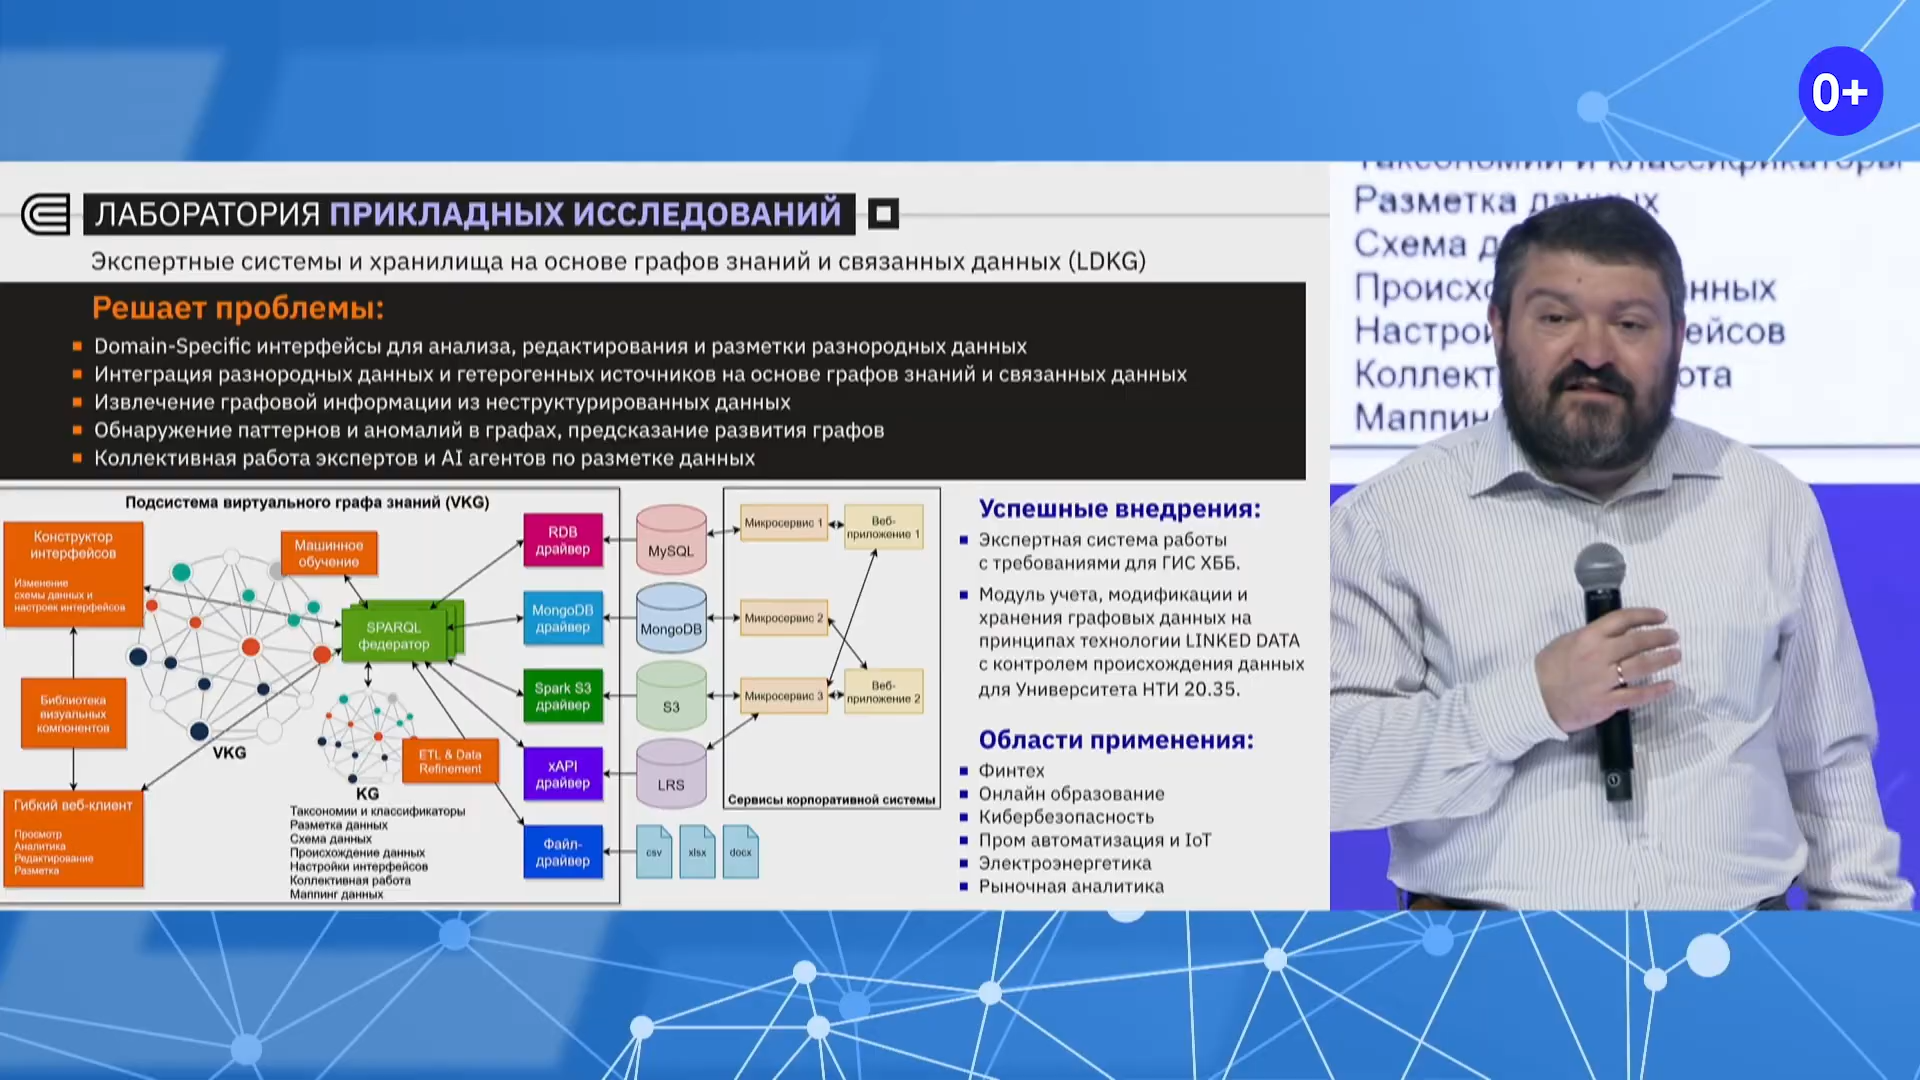 0+
ЛАБОРАТОРИЯ ПРИКЛАДНЫХ ИССЛЕДОВАНИЙ
Экспертные системы и хранилища на основе графов знаний и связанных данных (LDKG)
Решает проблемы:
Domain-Specific интерфейсы для анализа, редактирования и разметки разнородных данных
Интеграция разнородных данных и гетерогенных источников на основе графов знаний и связанных данных
Извлечение графовой информации из неструктурированных данных
Обнаружение паттернов и аномалий в графах, предсказание развития графов
Коллективная работа экспертов и AI агентов по разметке данных
Подсистема виртуального графа знаний (VKG)
Конструктор
интерфейсов
Изменение
схемы данных и
настроек интерфейсов
Библиотека
визуальных
компонентов
Гибкий веб-клиент
Просмотр
Аналитика
Редактирование
Разметка
Машинное
обучение
VKG
SPARQL
федератор
ETL & Data
Refinement
KG
Таксономии и классификаторы
Разметка данных
Схема данных
Происхождение данных
Настройки интерфейсов
Коллективная работа
Маппинг данных
RDB
драйвер
MongoDB
драйвер
Spark S3
драйвер
xAPI
драйвер
Файл-
драйвер
MySQL
MongoDB
S3
LRS
csv
xlsx
docx
Микросервис 1
Веб-
приложение 1
Микросервис 2
Микросервис 3
Веб-
приложение 2
Сервисы корпоративной системы
Успешные внедрения:
Экспертная система работы
с требованиями для ГИС ХББ.
Модуль учета, модификации и
хранения графовых данных на
принципах технологии LINKED DATA
с контролем происхождения данных
для Университета НТИ 20.35.
Области применения:
Финтех
Онлайн образование
Кибербезопасность
Пром автоматизация и IoT
Электроэнергетика
Рыночная аналитика
Таксономии и классификаторы
Разметка данных
Схема д
Происхо нных
Настрой ейсов
Коллект ота
Маппин